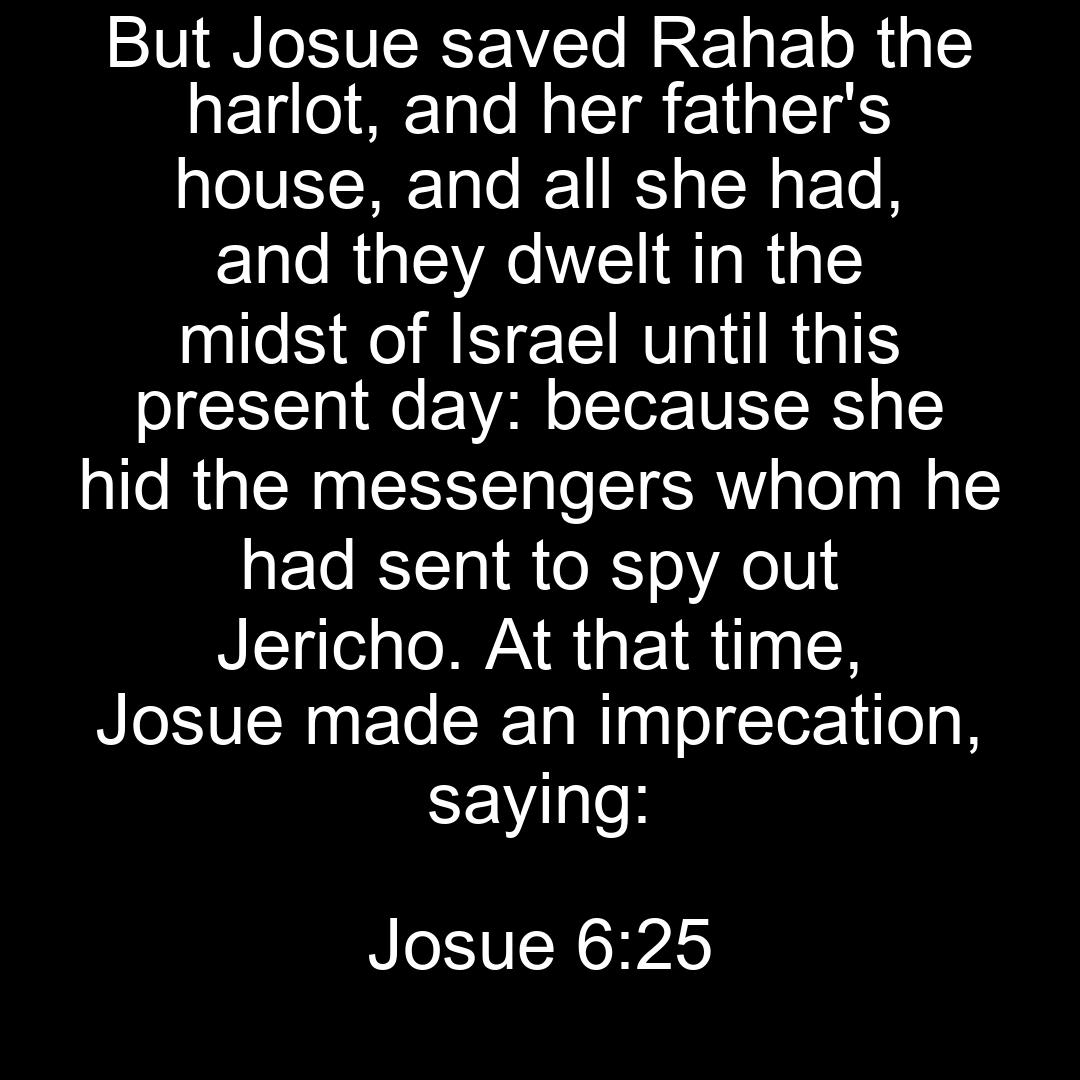 But Josue saved Rahab the
harlot, and her father's
house, and all she had,
and they dwelt in the
midst of Israel until this
present day: because she
hid the messengers whom he
had sent to spy out
Jericho. At that time,
Josue made an imprecation,
saying:
Josue 6:25